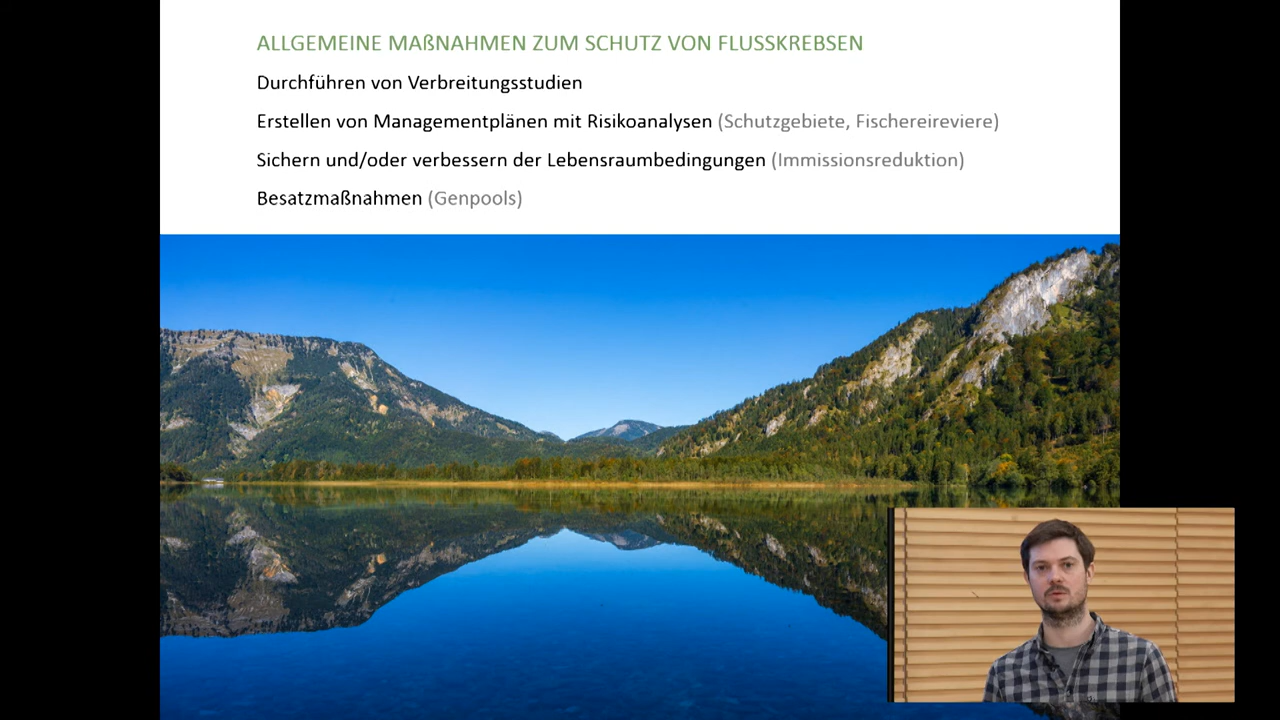 ALLGEMEINE MAßNAHMEN ZUM SCHUTZ VON FLUSSKREBSEN
Durchführen von Verbreitungsstudien
Erstellen von Managementplänen mit Risikoanalysen (Schutzgebiete, Fischereireviere)
Sichern und/oder verbessern der Lebensraumbedingungen (Immissionsreduktion)
Besatzmaßnahmen (Genpools)